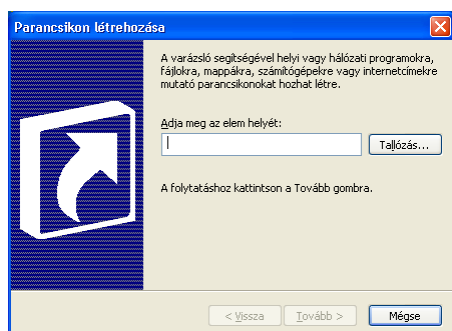 Parancsikon létrehozása
A varázsló segítségével helyi vagy hálózati programokra,
fájlokra, mappákra, számítógépekre vagy internetcímekre
mutató parancsikonokat hozhat létre.
Adja meg az elem helyét:
Tallózás...
A folytatáshoz kattintson a Tovább gombra.
< Vissza
Tovább >
Mégse